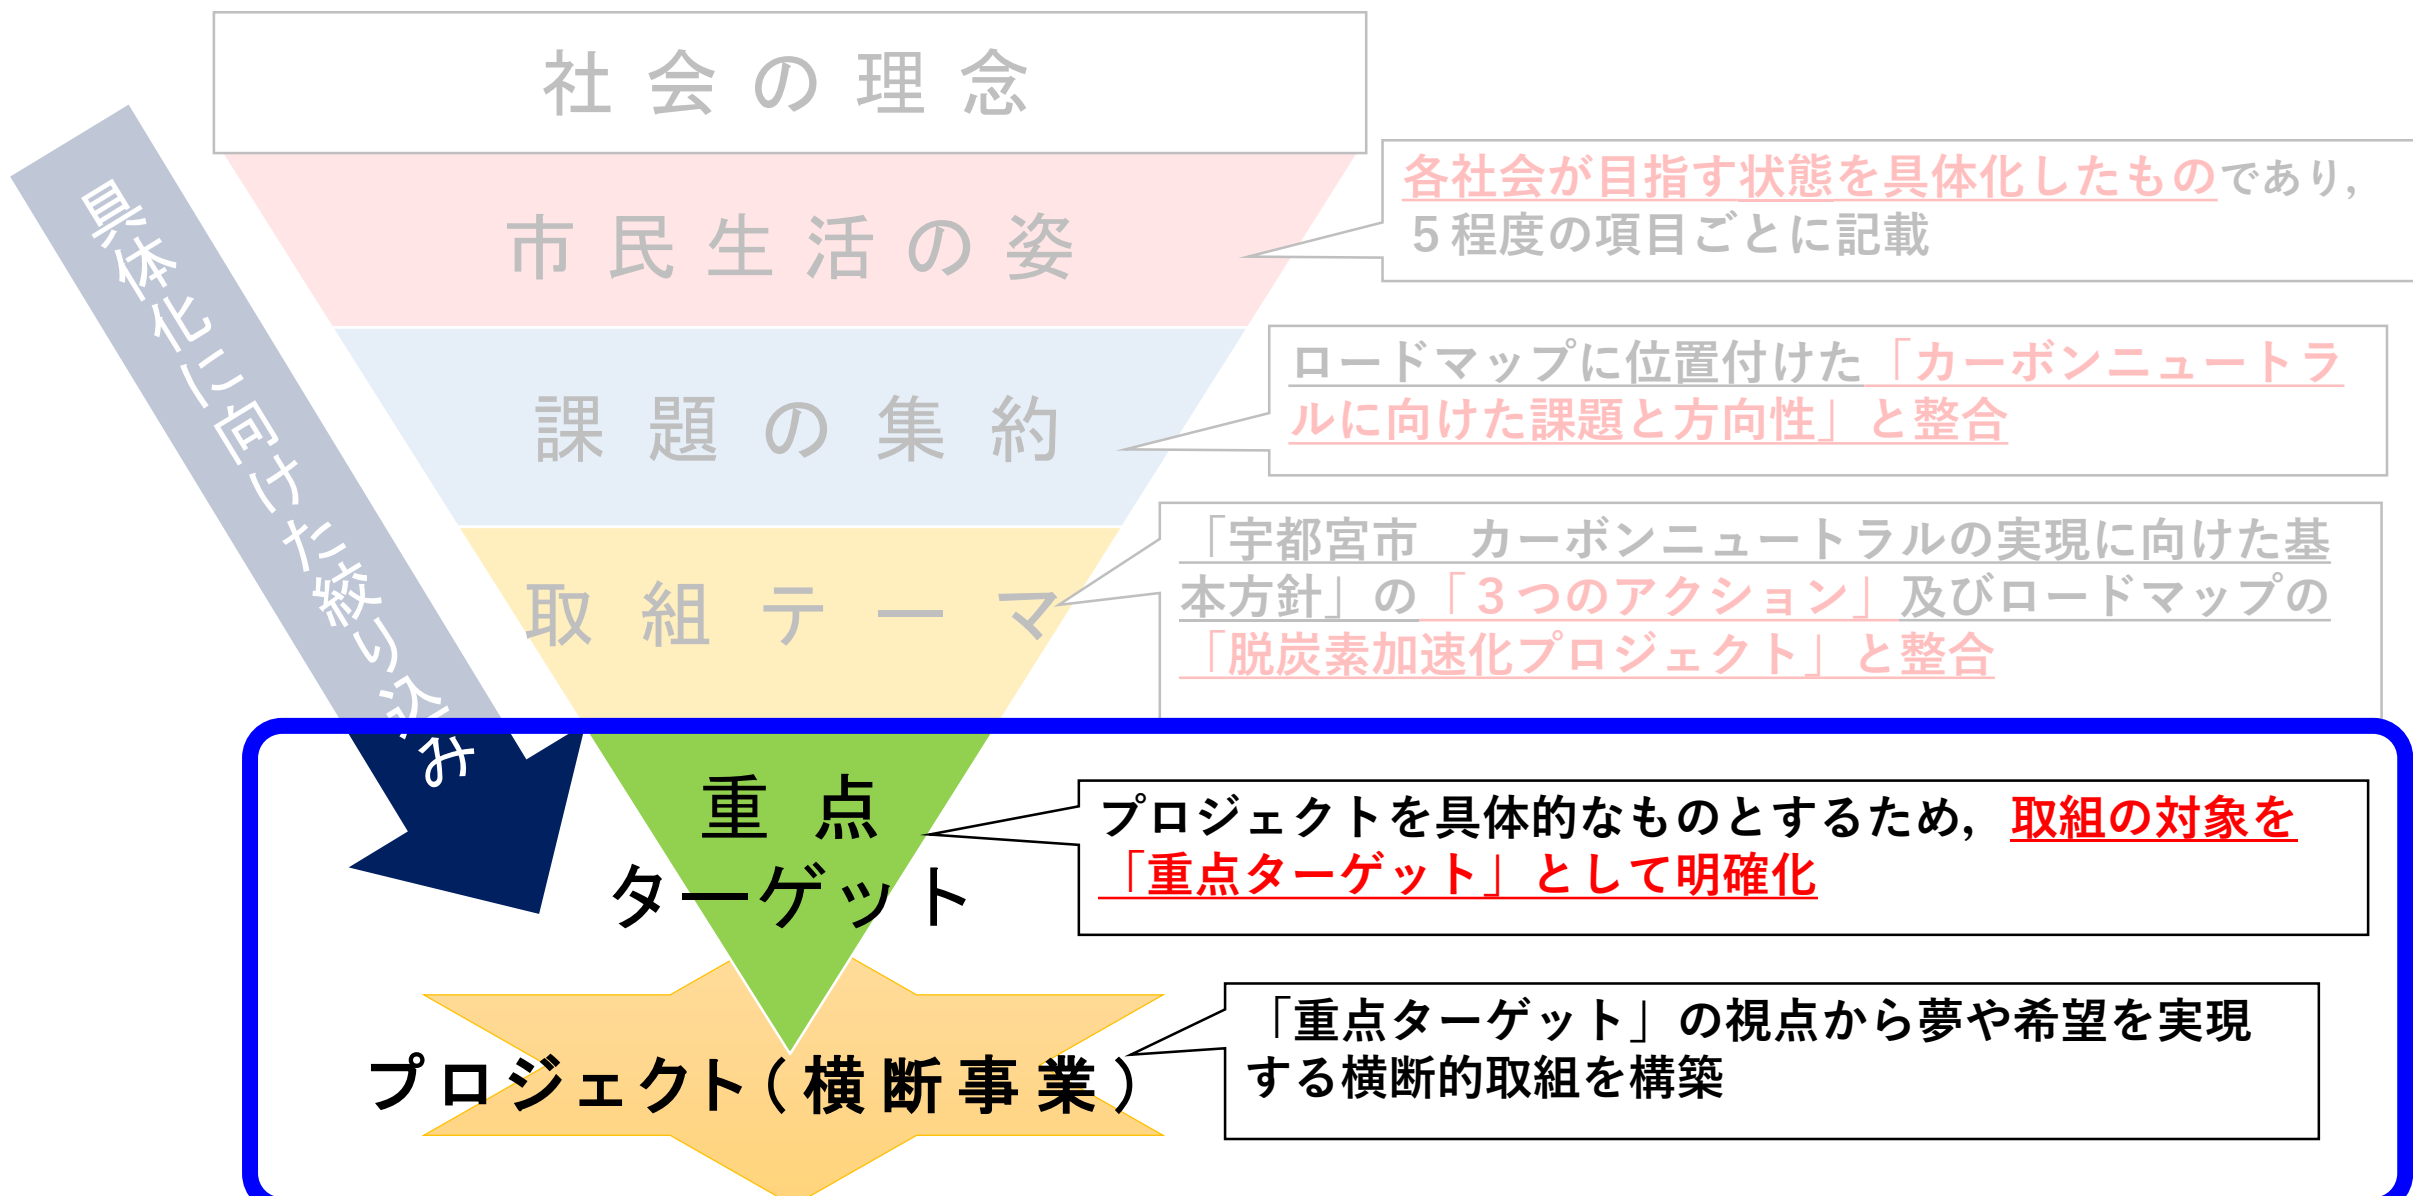 社会の理念
具体化に向けた絞り込み
市民生活の姿
各社会が目指す状態を具体化したものであり,
５程度の項目ごとに記載
課題の集約
ロードマップに位置付けた「カーボンニュートラ
ルに向けた課題と方向性」と整合
取組テーマ
「宇都宮市　カーボンニュートラルの実現に向けた基
本方針」の「３つのアクション」及びロードマップの
「脱炭素加速化プロジェクト」と整合
重点
ターゲット
プロジェクトを具体的なものとするため, 取組の対象を
「重点ターゲット」として明確化
プロジェクト(横断事業)
「重点ターゲット」の視点から夢や希望を実現
する横断的取組を構築